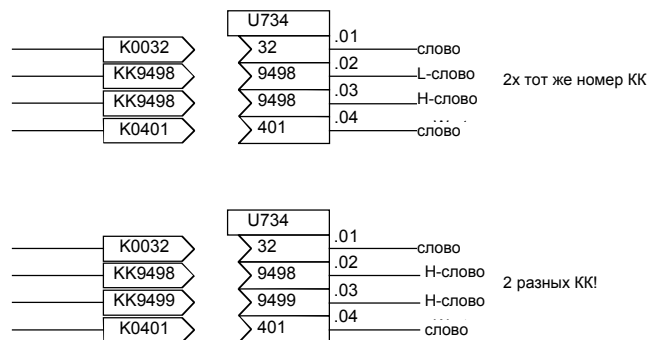 U734
K0032 32 .01 слово
KK9498 9498 .02 L-слово
KK9498 9498 .03 H-слово
K0401 401 .04 слово
2x тот же номер КК
U734
K0032 32 .01 слово
KK9498 9498 .02 H-слово
KK9499 9499 .03 H-слово
K0401 401 .04 слово
2 разных КК!